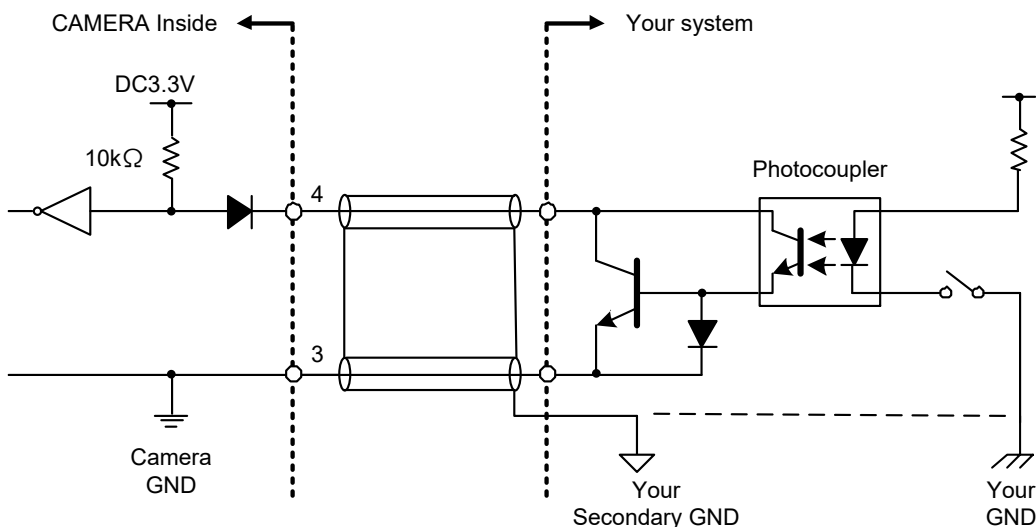 CAMERA Inside
Your system
DC3.3V
10kΩ
Photocoupler
4
3
Camera
GND
Your
Secondary GND
Your
GND